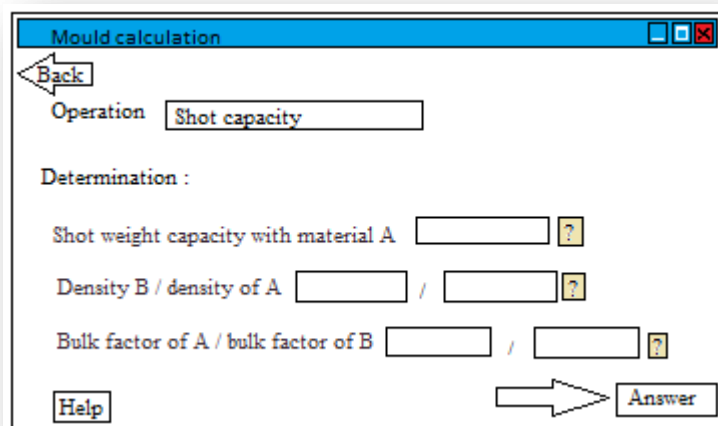 Mould calculation
Back
Operation Shot capacity
Determination :
Shot weight capacity with material A ?
Density B / density of A / ?
Bulk factor of A / bulk factor of B / ?
Help Answer